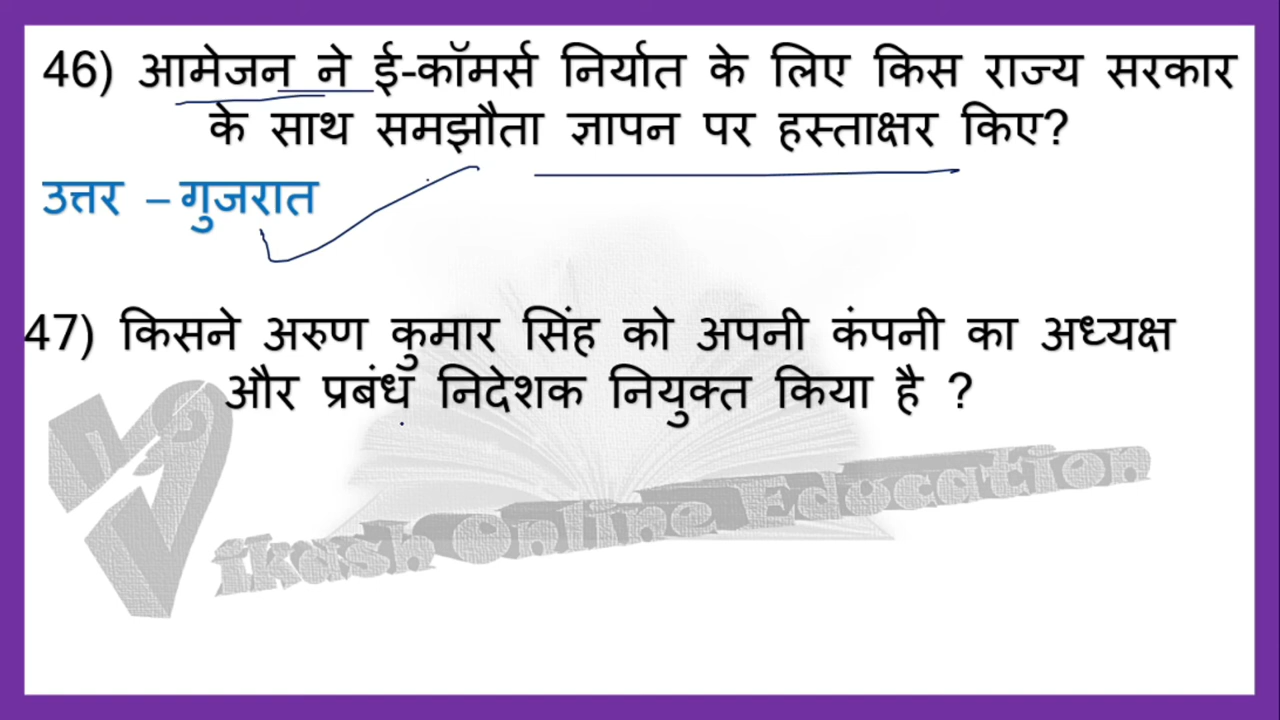 46) आमेजन ने ई-कॉमर्स निर्यात के लिए किस राज्य सरकार
के साथ समझौता ज्ञापन पर हस्ताक्षर किए?
उत्तर – गुजरात
47) किसने अरुण कुमार सिंह को अपनी कंपनी का अध्यक्ष
और प्रबंध निदेशक नियुक्त किया है ?
Vikash Online Education